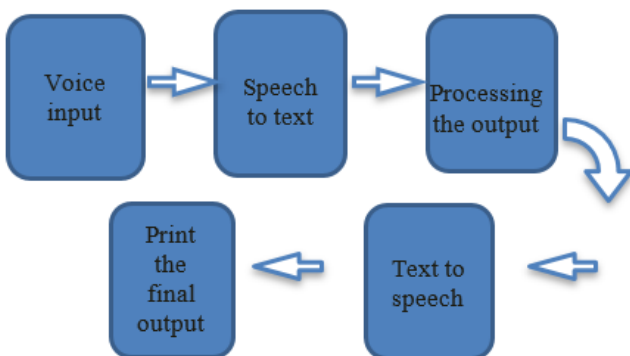 Voice
input
Speech
to text
Processing
the output
Text to
speech
Print
the
final
output